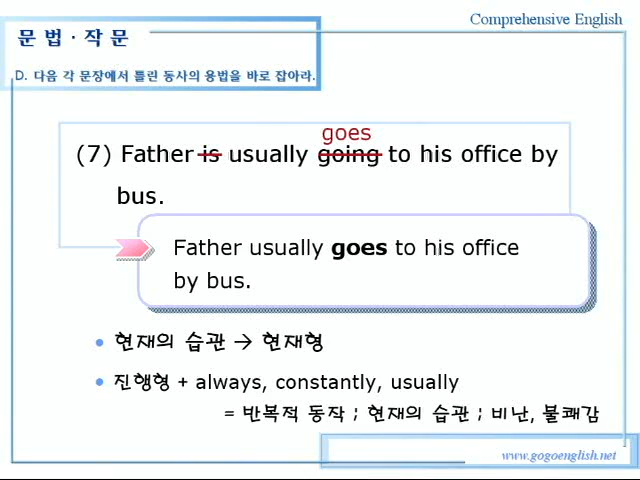 Comprehensive English
문 법 · 작 문
D. 다음 각 문장에서 틀린 동사의 용법을 바로 잡아라.
goes
(7) Father is usually going to his office by
bus.
Father usually goes to his office
by bus.
• 현재의 습관 → 현재형
• 진행형 + always, constantly, usually
= 반복적 동작 ; 현재의 습관 ; 비난, 불쾌감
www.gogoenglish.net